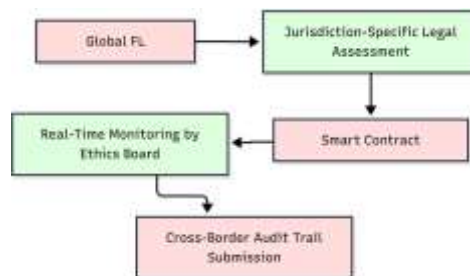 Global FL
Jurisdiction-Specific Legal
Assessment
Smart Contract
Real-Time Monitoring by
Ethics Board
Cross-Border Audit Trail
Submission